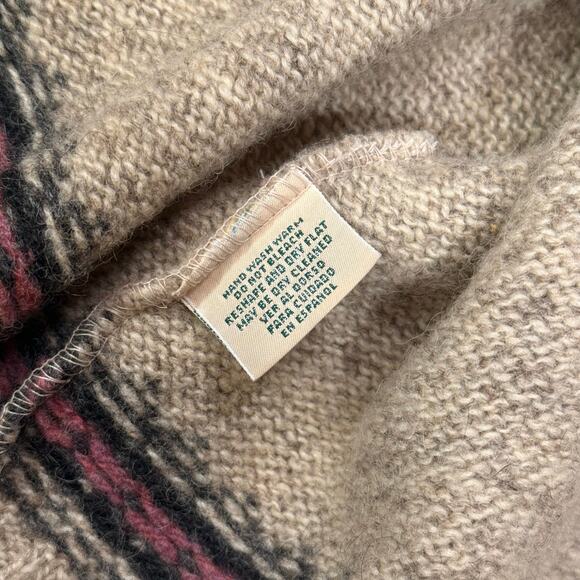 HAND WASH WARM
DO NOT BLEACH
RESHAPE AND DRY FLAT
MAY BE DRY CLEANED
VER AL DORSO
PARA CUIDADO
EN ESPAÑOL